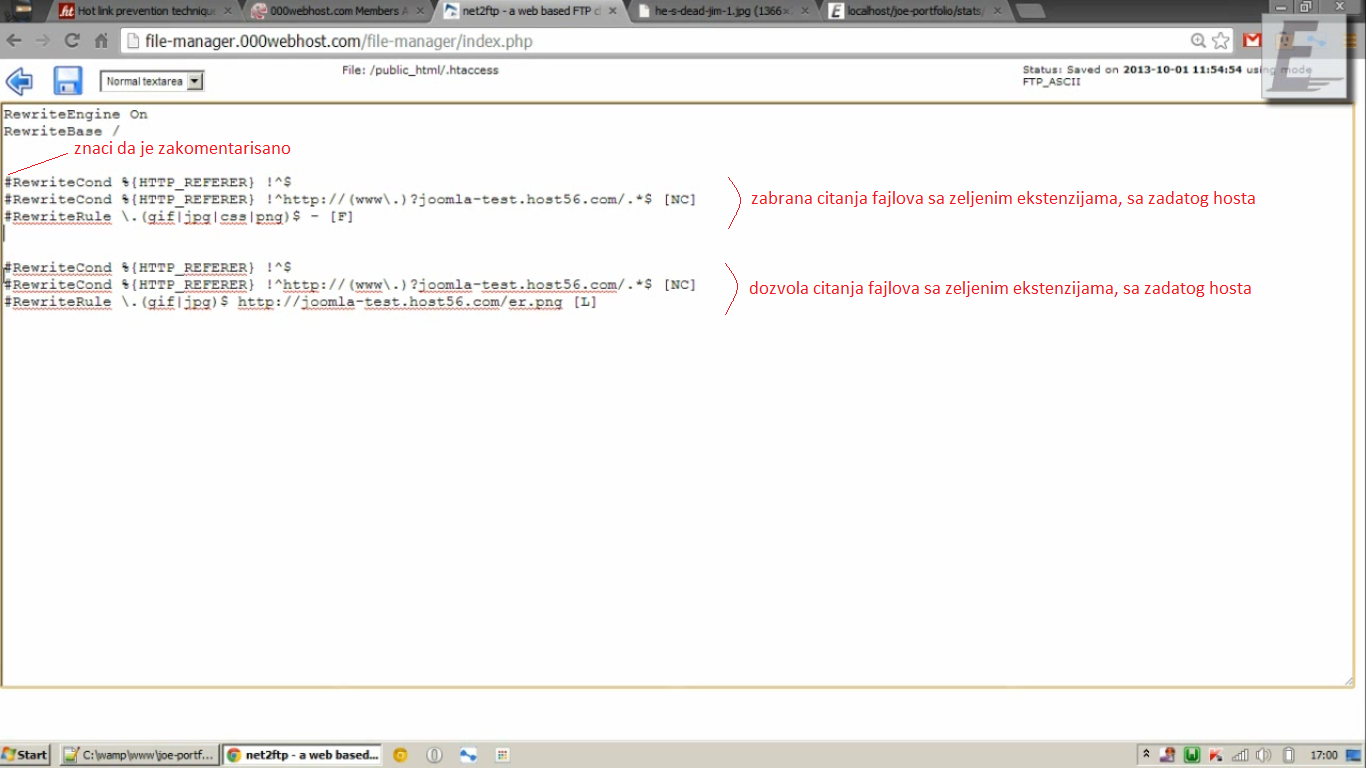 Hot link prevention technique
000webhost.com Members A
net2ftp - a web based FTP c
he-s-dead-jim-1.jpg (1366×
localhost/joe-portfolio/stats/
file-manager.000webhost.com/file-manager/index.php
Normal textarea
File: /public_html/.htaccess
Status: Saved on 2013-10-01 11:54:54 using mode
FTP_ASCII
RewriteEngine On
RewriteBase /
znaci da je zakomentarisano
#RewriteCond %{HTTP_REFERER} !^$
#RewriteCond %{HTTP_REFERER} !^http://(www\.)?joomla-test.host56.com/.*$ [NC]
zabrana citanja fajlova sa zeljenim ekstenzijama, sa zadatog hosta
#RewriteRule \.(gif|jpg|css|png)$ - [F]
#RewriteCond %{HTTP_REFERER} !^$
#RewriteCond %{HTTP_REFERER} !^http://(www\.)?joomla-test.host56.com/.*$ [NC]
dozvola citanja fajlova sa zeljenim ekstenzijama, sa zadatog hosta
#RewriteRule \.(gif|jpg)$ http://joomla-test.host56.com/er.png [L]
Start
C:\wamp\www\joe-portf...
net2ftp - a web based...
17:00